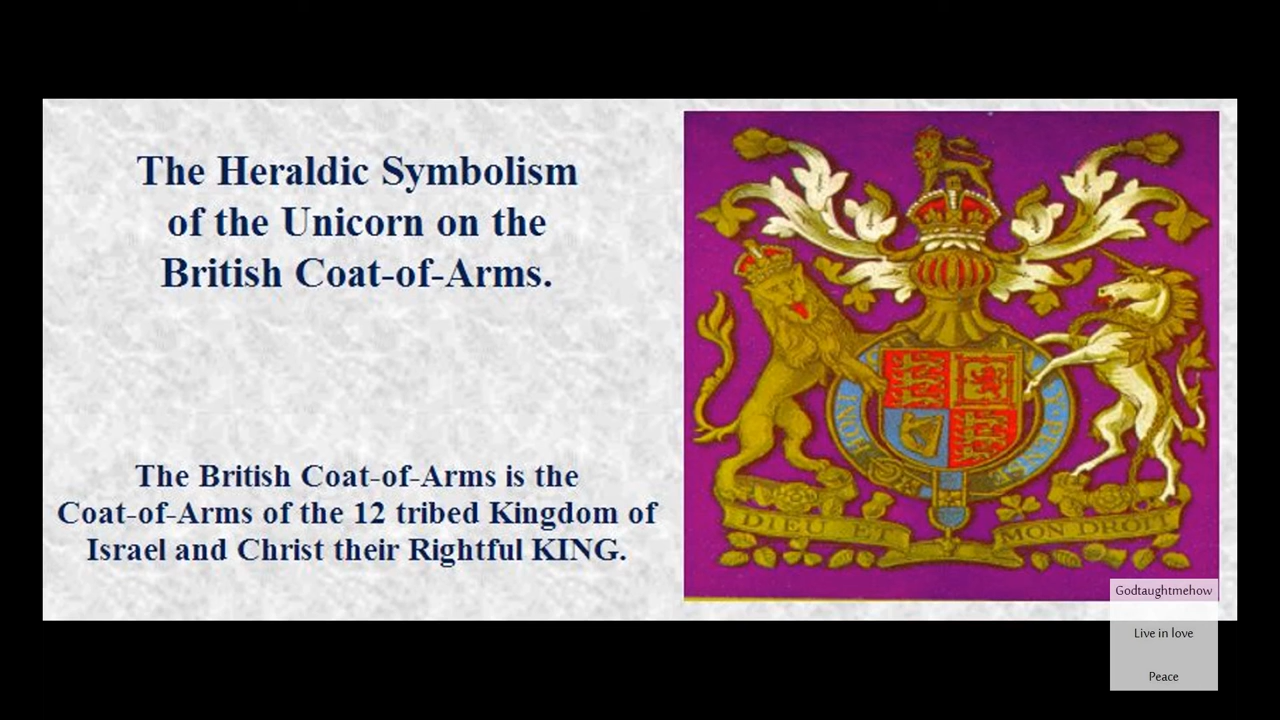 The Heraldic Symbolism
of the Unicorn on the
British Coat-of-Arms.
The British Coat-of-Arms is the
Coat-of-Arms of the 12 tribed Kingdom of
Israel and Christ their Rightful KING.
HONI
Y PENSE
DIEU ET
MON DROIT
Godtaughtmehow
Live in love
Peace